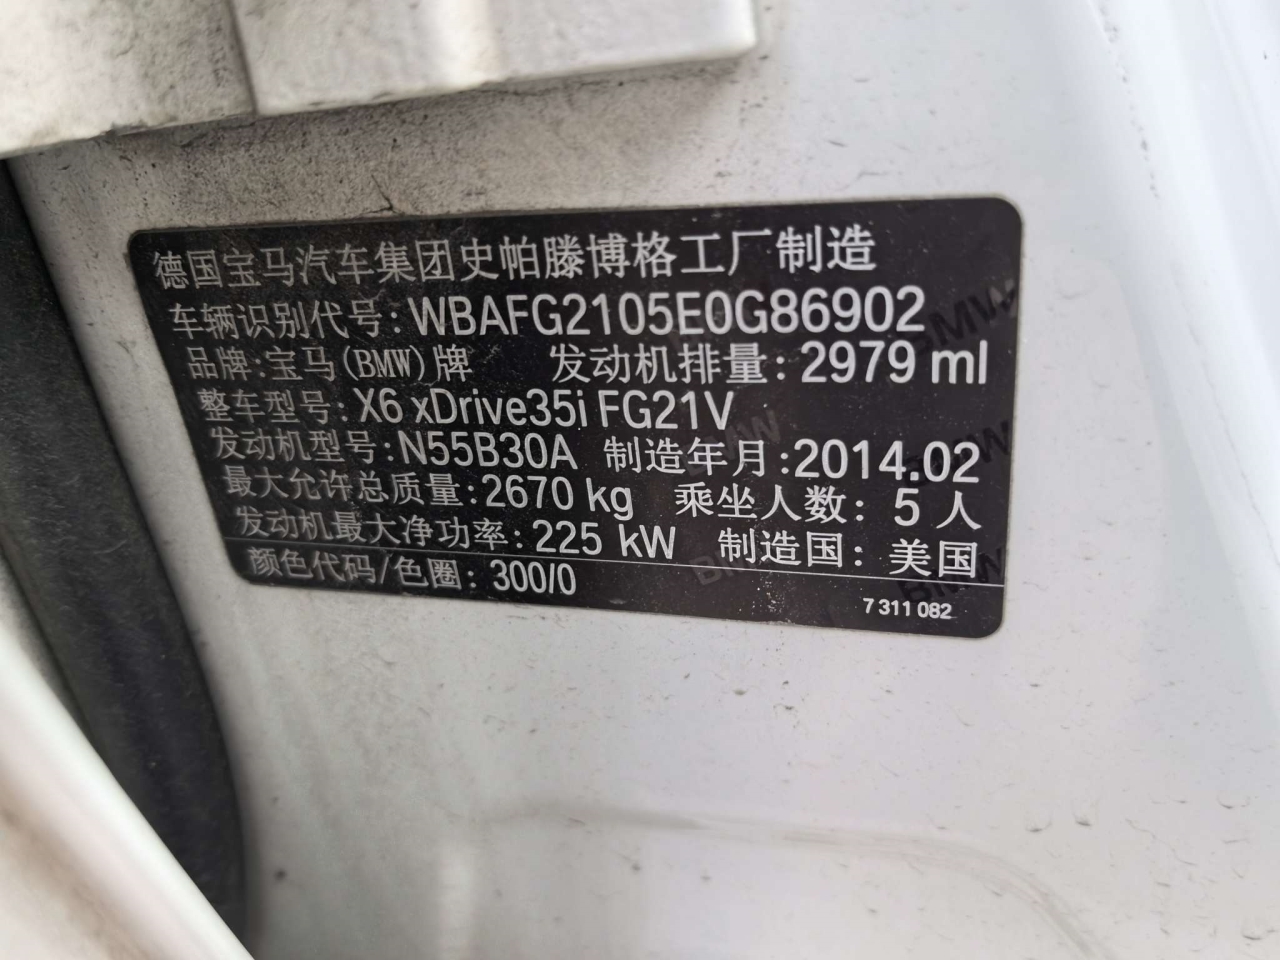 德国宝马汽车集团史帕滕博格工厂制造
车辆识别代号: WBAFG2105E0G86902
品牌: 宝马(BMW)牌 发动机排量: 2979 ml
整车型号: X6 xDrive35i FG21V
发动机型号: N55B30A 制造年月: 2014.02
最大允许总质量: 2670 kg 乘坐人数: 5 人
发动机最大净功率: 225 kW 制造国: 美国
颜色代码/色圈: 300/0
7 311 082